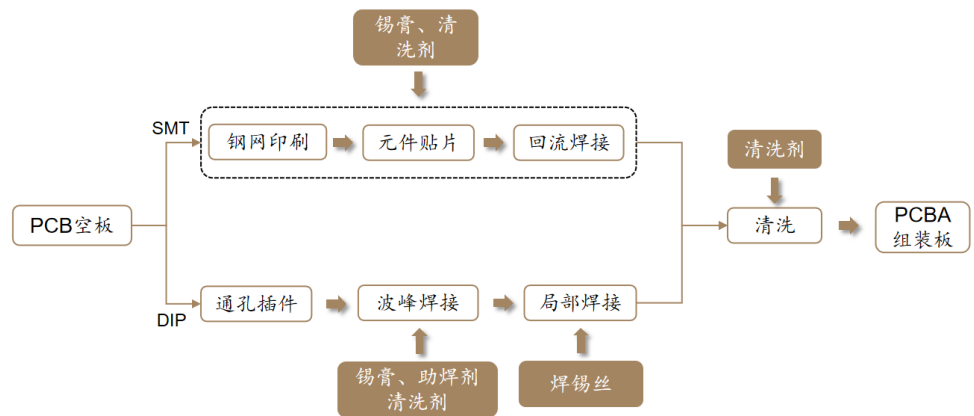 锡膏、清
洗剂
SMT
钢网印刷
元件贴片
回流焊接
清洗剂
PCB空板
清洗
PCBA
组装板
通孔插件
波峰焊接
局部焊接
DIP
锡膏、助焊剂
清洗剂
焊锡丝